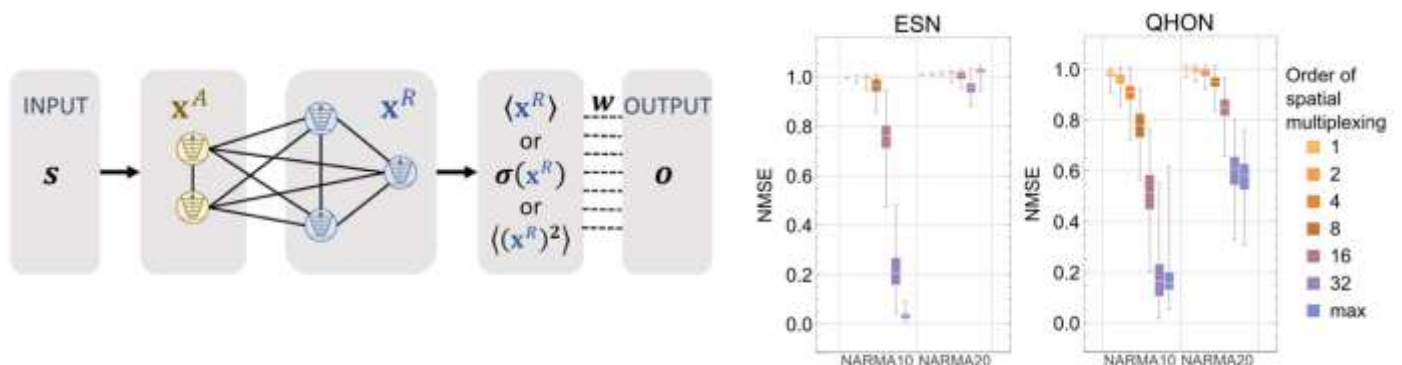 INPUT
s
x^A
x^R
⟨x^R⟩
or
σ(x^R)
or
⟨(x^R)^2⟩
w
OUTPUT
o
ESN
NMSE
1.0
0.8
0.6
0.4
0.2
0.0
NARMA10 NARMA20
QHON
NMSE
1.0
0.8
0.6
0.4
0.2
0.0
NARMA10 NARMA20
Order of
spatial
multiplexing
1
2
4
8
16
32
max